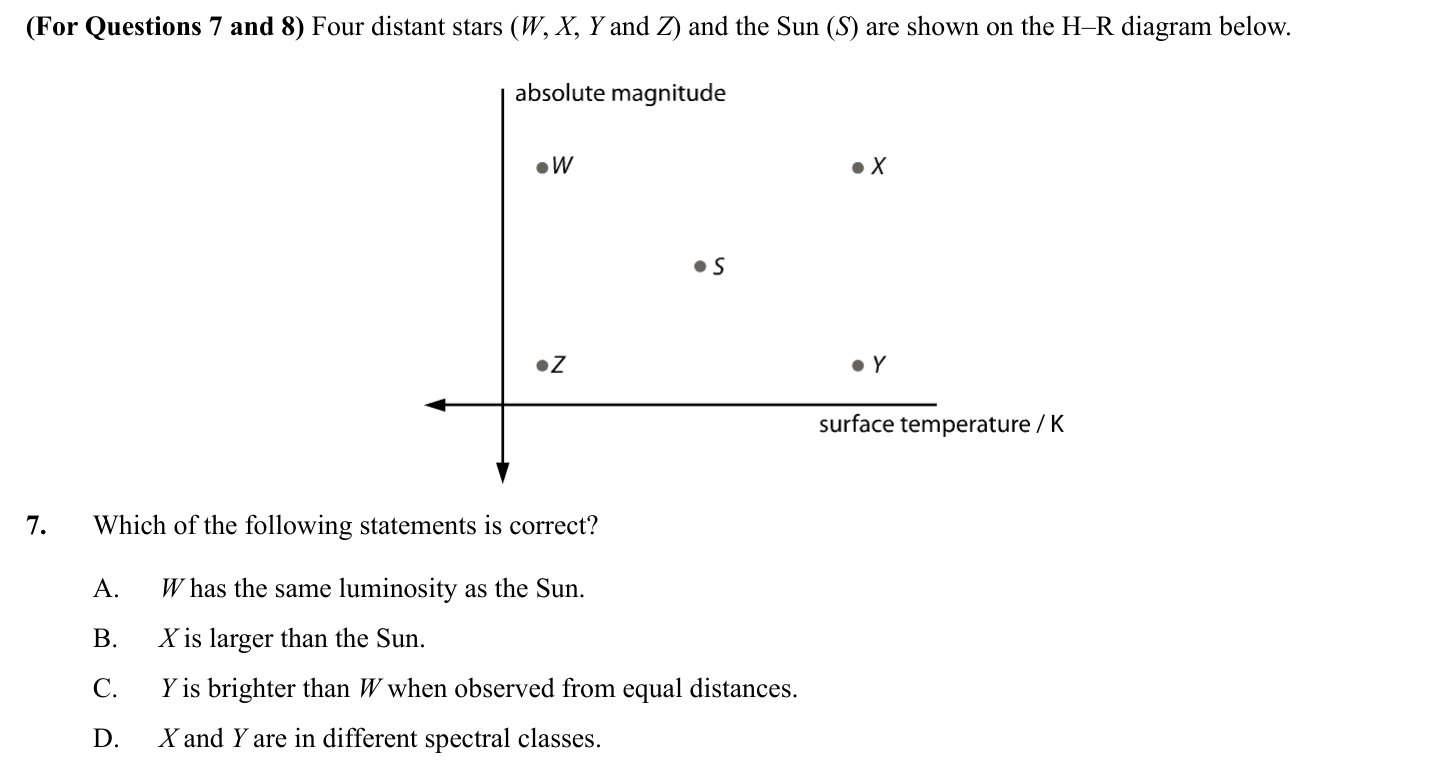 (For Questions 7 and 8) Four distant stars (W, X, Y and Z) and the Sun (S) are shown on the H–R diagram below.
absolute magnitude
W
X
S
Z
Y
surface temperature / K
7. Which of the following statements is correct?
A. W has the same luminosity as the Sun.
B. X is larger than the Sun.
C. Y is brighter than W when observed from equal distances.
D. X and Y are in different spectral classes.